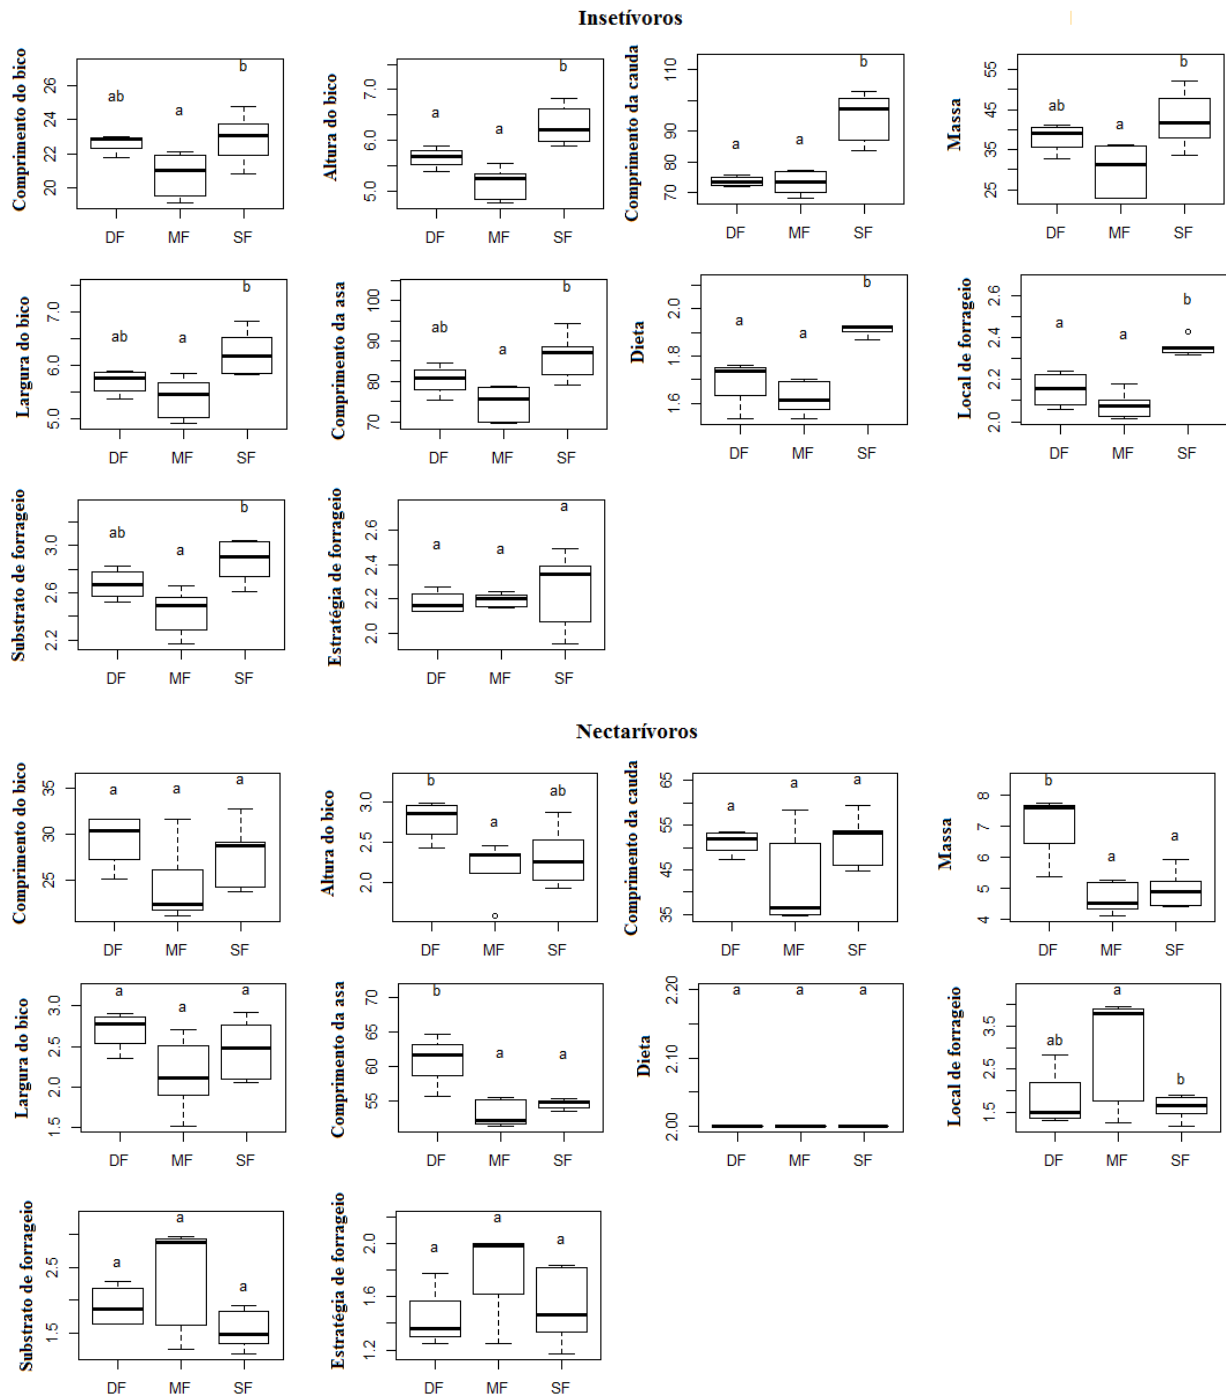 Insetívoros
Comprimento do bico
26
24
22
20
ab
a
b
DF MF SF
Altura do bico
7.0
6.0
5.0
a
a
b
DF MF SF
Comprimento da cauda
110
90
80
70
a
a
b
DF MF SF
Massa
55
45
35
25
ab
a
b
DF MF SF
Largura do bico
7.0
6.0
5.0
ab
a
b
DF MF SF
Comprimento da asa
100
90
80
70
ab
a
b
DF MF SF
Dieta
2.0
1.8
1.6
a
a
b
DF MF SF
Local de forrageio
2.6
2.4
2.2
2.0
a
a
b
DF MF SF
Substrato de forrageio
3.0
2.6
2.2
ab
a
b
DF MF SF
Estratégia de forrageio
2.6
2.4
2.2
2.0
a
a
a
DF MF SF
Nectarívoros
Comprimento do bico
35
30
25
a
a
a
DF MF SF
Altura do bico
3.0
2.5
2.0
b
a
ab
DF MF SF
Comprimento da cauda
65
55
45
35
a
a
a
DF MF SF
Massa
8
7
6
5
4
b
a
a
DF MF SF
Largura do bico
3.0
2.5
2.0
1.5
a
a
a
DF MF SF
Comprimento da asa
70
65
60
55
b
a
a
DF MF SF
Dieta
2.20
2.10
2.00
a
a
a
DF MF SF
Local de forrageio
3.5
2.5
1.5
ab
a
b
DF MF SF
Substrato de forrageio
2.5
1.5
a
a
a
DF MF SF
Estratégia de forrageio
2.0
1.6
1.2
a
a
a
DF MF SF